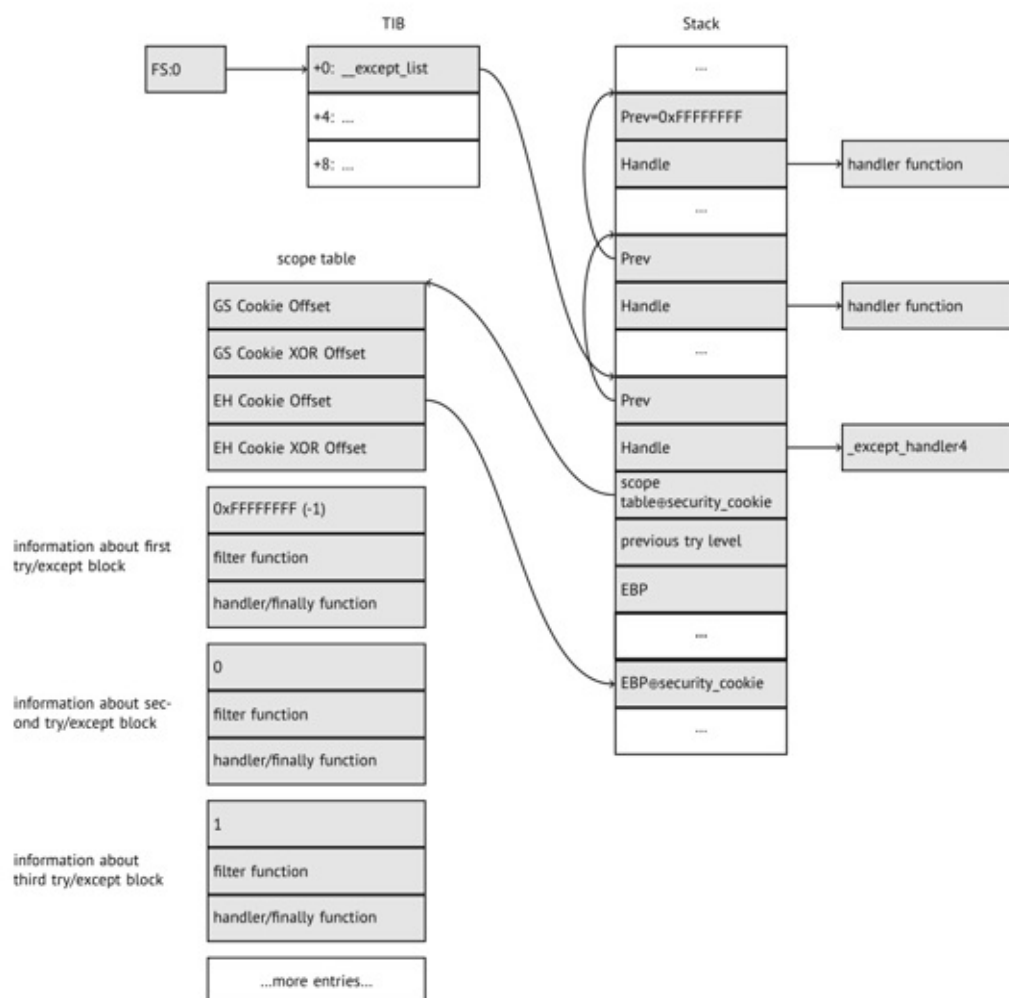 TIB
Stack
FS:0
+0: __except_list
+4: ...
+8: ...
...
Prev=0xFFFFFFFF
Handle
handler function
...
Prev
Handle
handler function
...
Prev
Handle
_except_handler4
scope
table⊕security_cookie
previous try level
EBP
...
EBP⊕security_cookie
...
scope table
GS Cookie Offset
GS Cookie XOR Offset
EH Cookie Offset
EH Cookie XOR Offset
information about first
try/except block
0xFFFFFFFF (-1)
filter function
handler/finally function
information about sec-
ond try/except block
0
filter function
handler/finally function
information about
third try/except block
1
filter function
handler/finally function
...more entries...